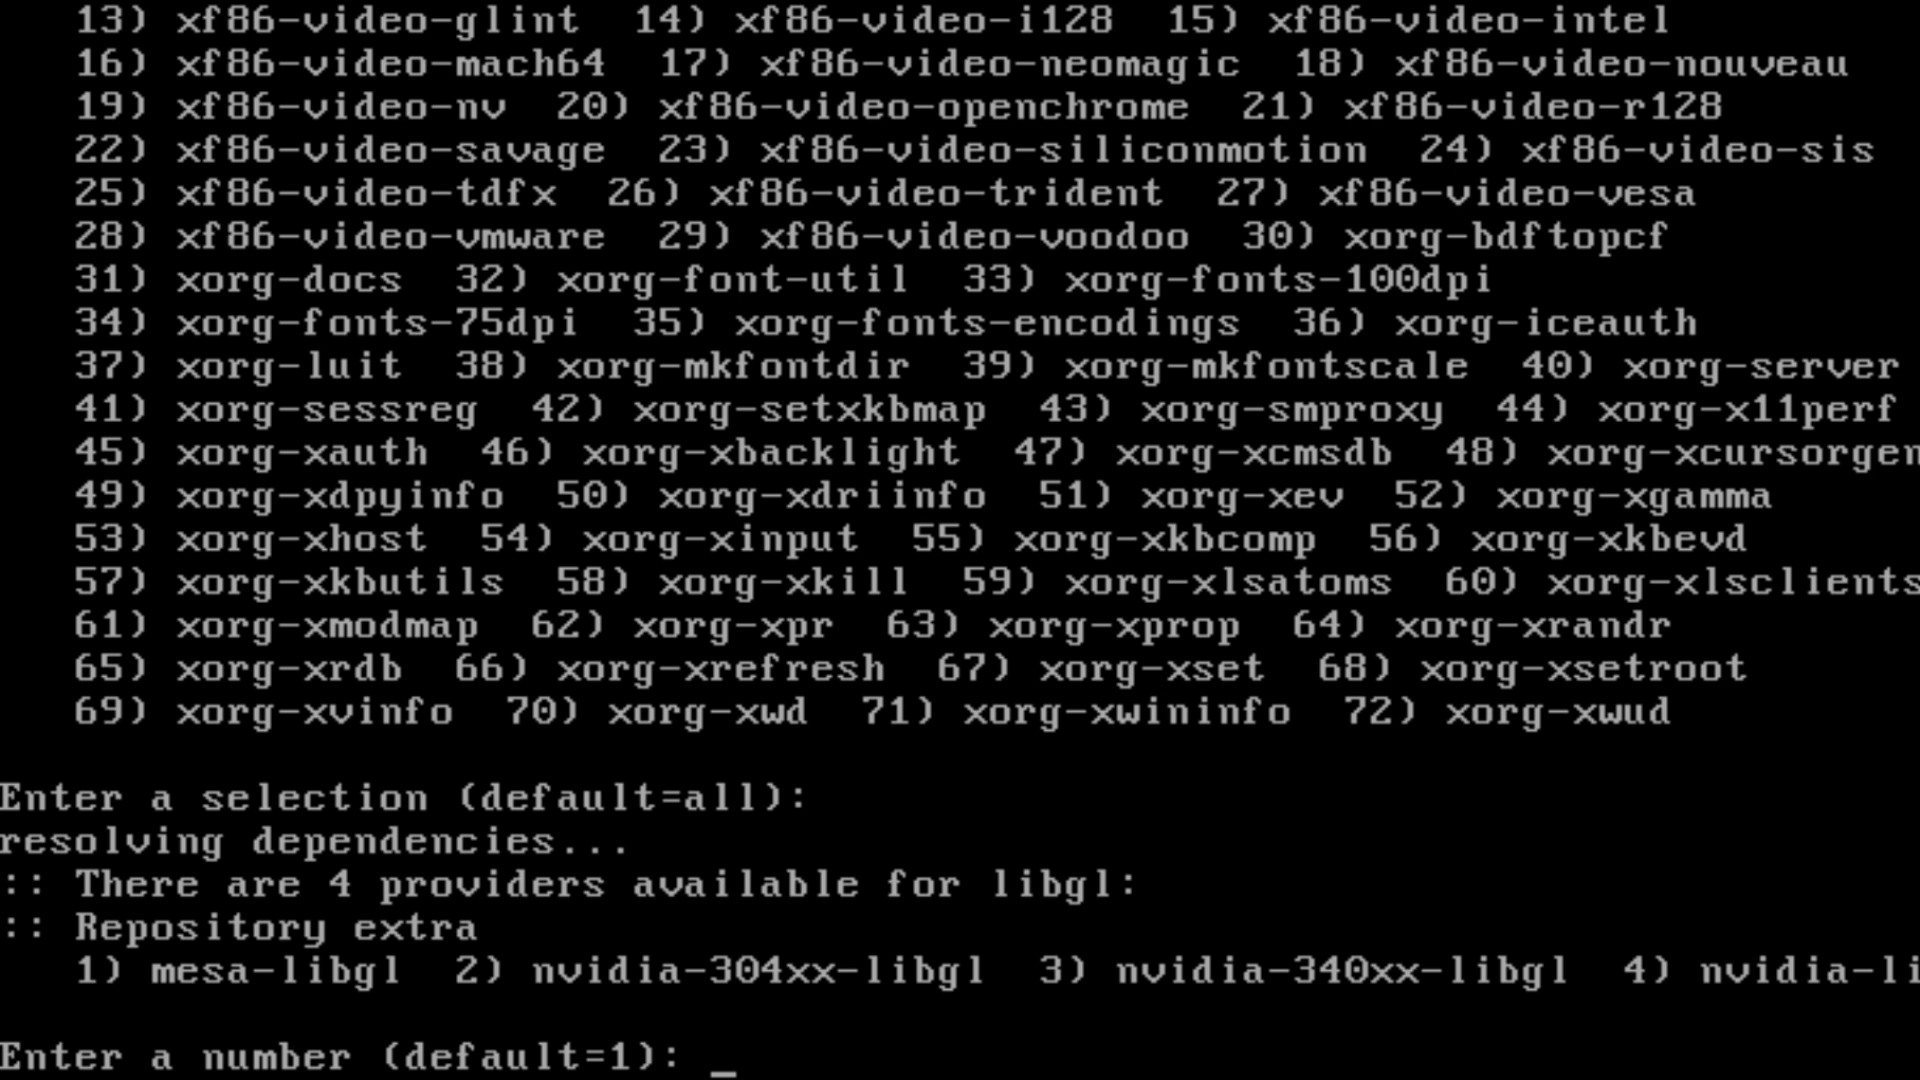 13) xf86-video-glint  14) xf86-video-i128  15) xf86-video-intel
16) xf86-video-mach64  17) xf86-video-neomagic  18) xf86-video-nouveau
19) xf86-video-nv  20) xf86-video-openchrome  21) xf86-video-r128
22) xf86-video-savage  23) xf86-video-siliconmotion  24) xf86-video-sis
25) xf86-video-tdfx  26) xf86-video-trident  27) xf86-video-vesa
28) xf86-video-vmware  29) xf86-video-voodoo  30) xorg-bdftopcf
31) xorg-docs  32) xorg-font-util  33) xorg-fonts-100dpi
34) xorg-fonts-75dpi  35) xorg-fonts-encodings  36) xorg-iceauth
37) xorg-luit  38) xorg-mkfontdir  39) xorg-mkfontscale  40) xorg-server
41) xorg-sessreg  42) xorg-setxkbmap  43) xorg-smproxy  44) xorg-x11perf
45) xorg-xauth  46) xorg-xbacklight  47) xorg-xcmsdb  48) xorg-xcursorgen
49) xorg-xdpyinfo  50) xorg-xdriinfo  51) xorg-xev  52) xorg-xgamma
53) xorg-xhost  54) xorg-xinput  55) xorg-xkbcomp  56) xorg-xkbevd
57) xorg-xkbutils  58) xorg-xkill  59) xorg-xlsatoms  60) xorg-xlsclients
61) xorg-xmodmap  62) xorg-xpr  63) xorg-xprop  64) xorg-xrandr
65) xorg-xrdb  66) xorg-xrefresh  67) xorg-xset  68) xorg-xsetroot
69) xorg-xvinfo  70) xorg-xwd  71) xorg-xwininfo  72) xorg-xwud
Enter a selection (default=all):
resolving dependencies...
:: There are 4 providers available for libgl:
:: Repository extra
1) mesa-libgl  2) nvidia-304xx-libgl  3) nvidia-340xx-libgl  4) nvidia-li
Enter a number (default=1): _